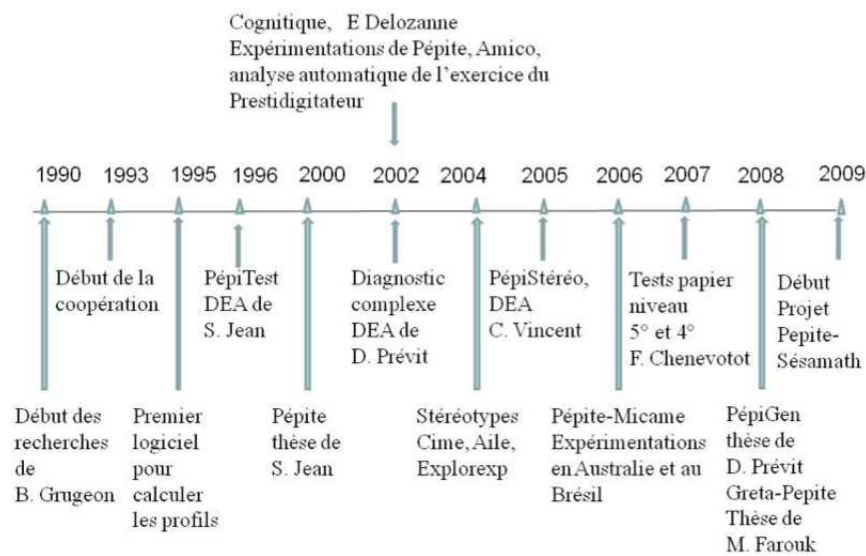 Cognitique, E Delozanne
Expérimentations de Pépite, Amico,
analyse automatique de l'exercice du
Prestidigitateur
1990 1993 1995 1996 2000 2002 2004 2005 2006 2007 2008 2009
Début de la
coopération
PépiTest
DEA de
S. Jean
Diagnostic
complexe
DEA de
D. Prévit
PépiStéréo,
DEA
C. Vincent
Tests papier
niveau
5° et 4°
F. Chenevotot
Début
Projet
Pepite-
Sésamath
Début des
recherches
de
B. Grugeon
Premier
logiciel
pour
calculer
les profils
Pépite
thèse de
S. Jean
Stéréotypes
Cime, Aile,
Explorexp
Pépite-Micame
Expérimentations
en Australie et au
Brésil
PépiGen
thèse de
D. Prévit
Greta-Pepite
Thèse de
M. Farouk